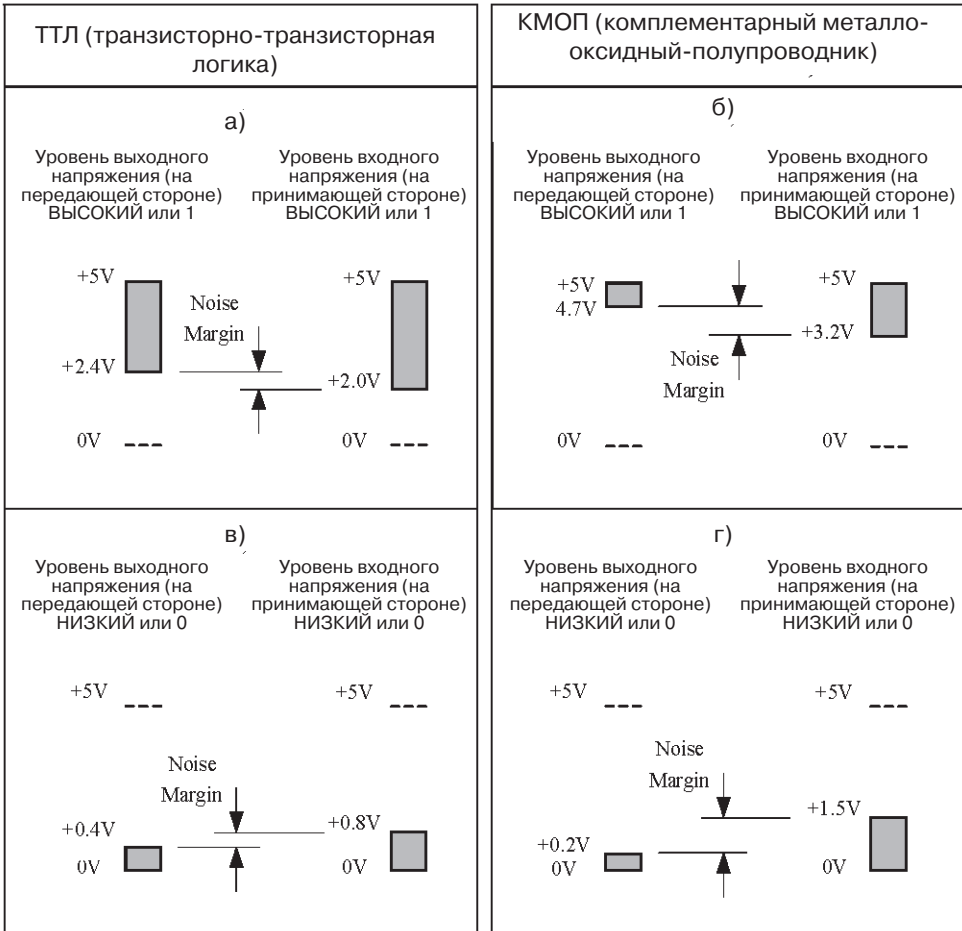 ТТЛ (транзисторно-транзисторная
логика)
КМОП (комплементарный металло-
оксидный-полупроводник)
а)
Уровень выходного
напряжения (на
передающей стороне)
ВЫСОКИЙ или 1
Уровень входного
напряжения (на
принимающей стороне)
ВЫСОКИЙ или 1
+5V
Noise
Margin
+2.4V
0V
+5V
+2.0V
0V
б)
Уровень выходного
напряжения (на
передающей стороне)
ВЫСОКИЙ или 1
Уровень входного
напряжения (на
принимающей стороне)
ВЫСОКИЙ или 1
+5V
4.7V
Noise
Margin
0V
+5V
+3.2V
0V
в)
Уровень выходного
напряжения (на
передающей стороне)
НИЗКИЙ или 0
Уровень входного
напряжения (на
принимающей стороне)
НИЗКИЙ или 0
+5V
Noise
Margin
+0.4V
0V
+5V
+0.8V
0V
г)
Уровень выходного
напряжения (на
передающей стороне)
НИЗКИЙ или 0
Уровень входного
напряжения (на
принимающей стороне)
НИЗКИЙ или 0
+5V
Noise
Margin
+0.2V
0V
+5V
+1.5V
0V